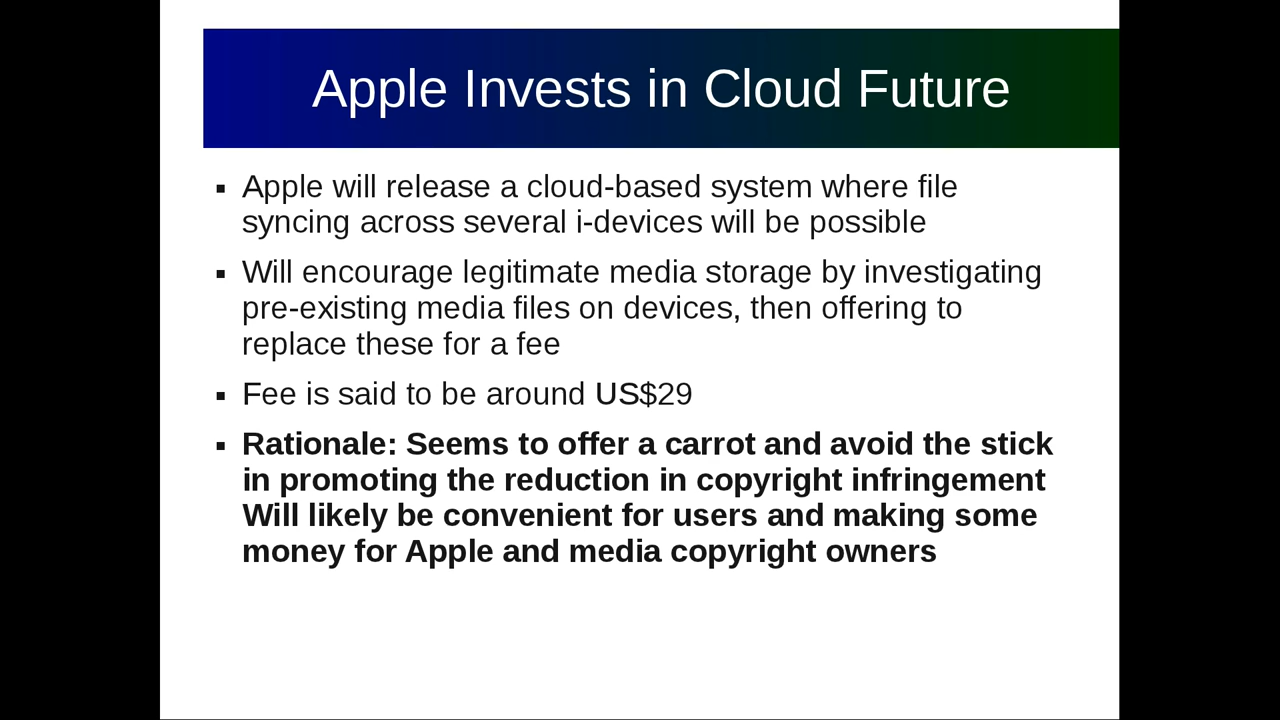 Apple Invests in Cloud Future
▪ Apple will release a cloud-based system where file
syncing across several i-devices will be possible
▪ Will encourage legitimate media storage by investigating
pre-existing media files on devices, then offering to
replace these for a fee
▪ Fee is said to be around US$29
▪ Rationale: Seems to offer a carrot and avoid the stick
in promoting the reduction in copyright infringement
Will likely be convenient for users and making some
money for Apple and media copyright owners